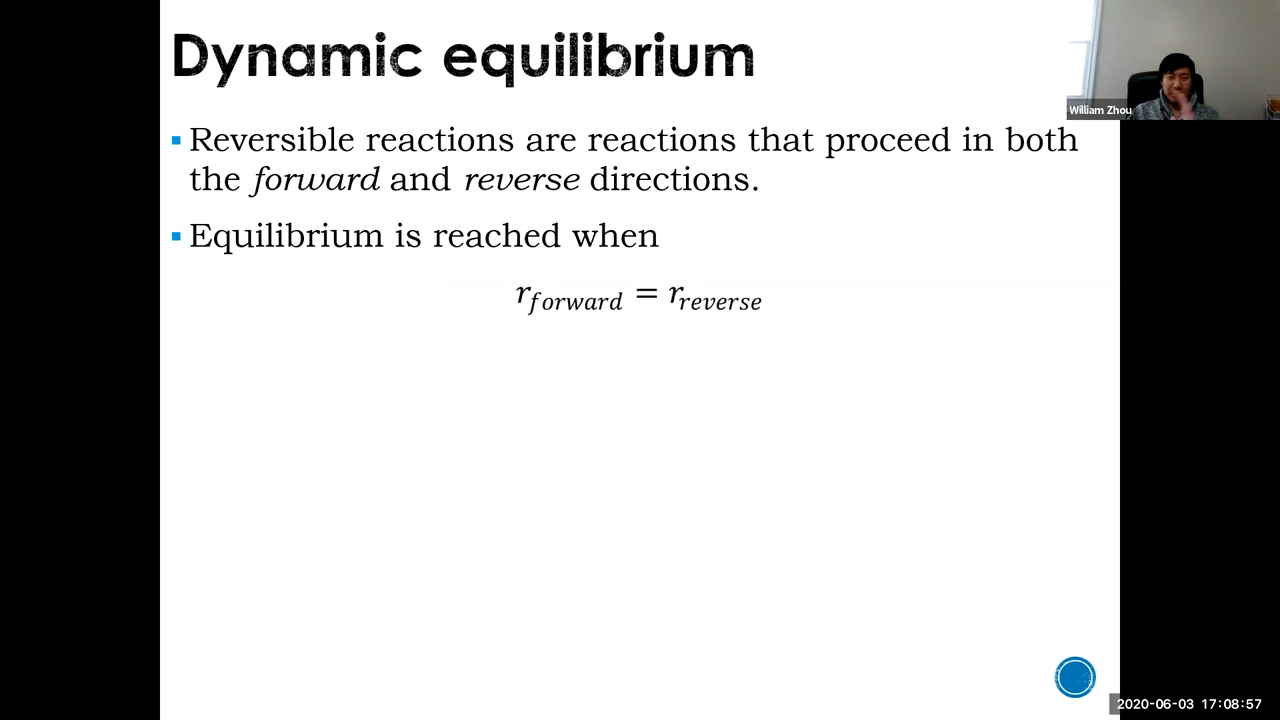 Dynamic equilibrium
William Zhou
▪ Reversible reactions are reactions that proceed in both
the forward and reverse directions.
▪ Equilibrium is reached when
r_forward = r_reverse
2020-06-03 17:08:57